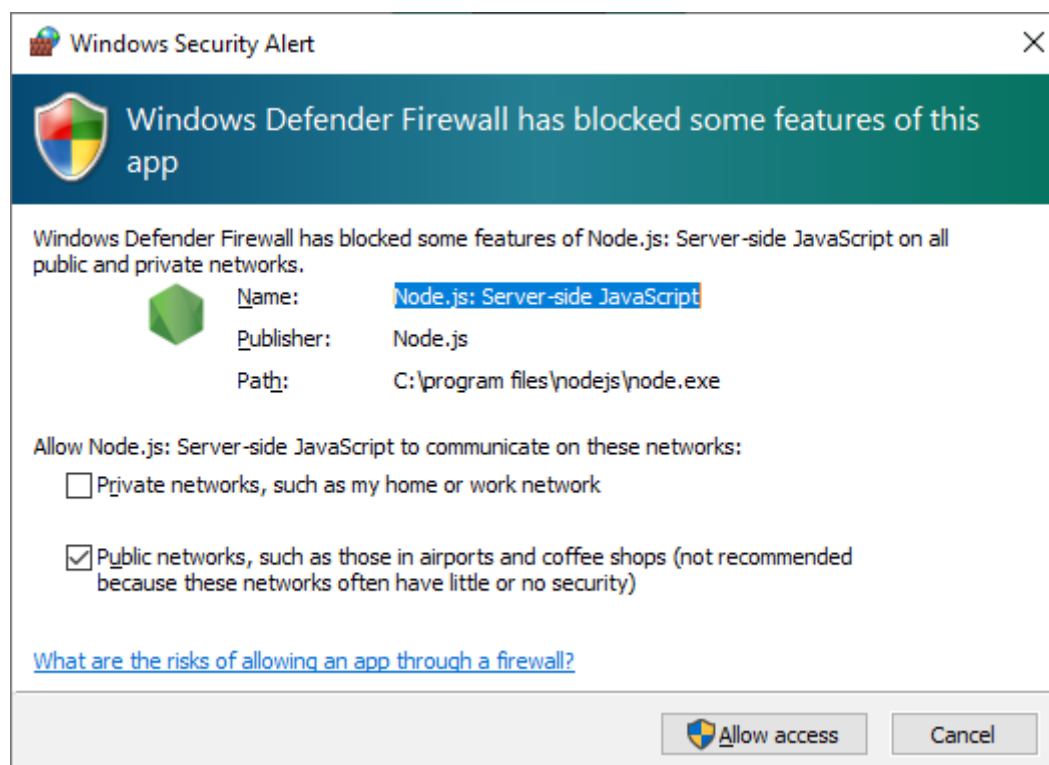 Windows Security Alert
Windows Defender Firewall has blocked some features of this
app
Windows Defender Firewall has blocked some features of Node.js: Server-side JavaScript on all
public and private networks.
Name: Node.js: Server-side JavaScript
Publisher: Node.js
Path: C:\program files\nodejs\node.exe
Allow Node.js: Server-side JavaScript to communicate on these networks:
Private networks, such as my home or work network
Public networks, such as those in airports and coffee shops (not recommended
because these networks often have little or no security)
What are the risks of allowing an app through a firewall?
Allow access Cancel